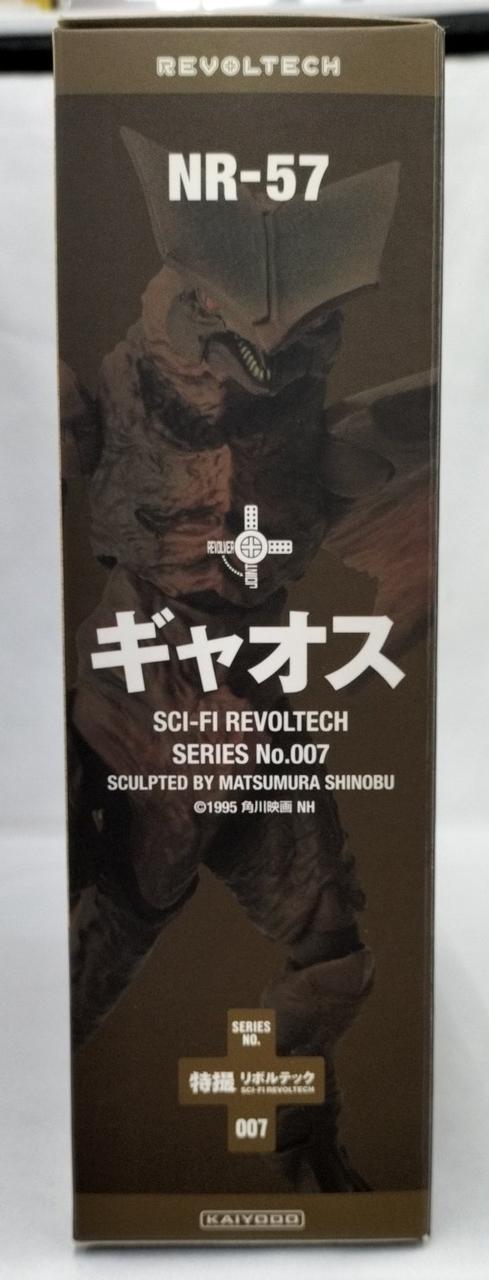 REVOLTECH
NR-57
REVOLVER
JOINT
ギャオス
SCI-FI REVOLTECH
SERIES No.007
SCULPTED BY MATSUMURA SHINOBU
©1995 角川映画 NH
SERIES
NO.
特撮 リボルテック
SCI-FI REVOLTECH
007
KAIYODO